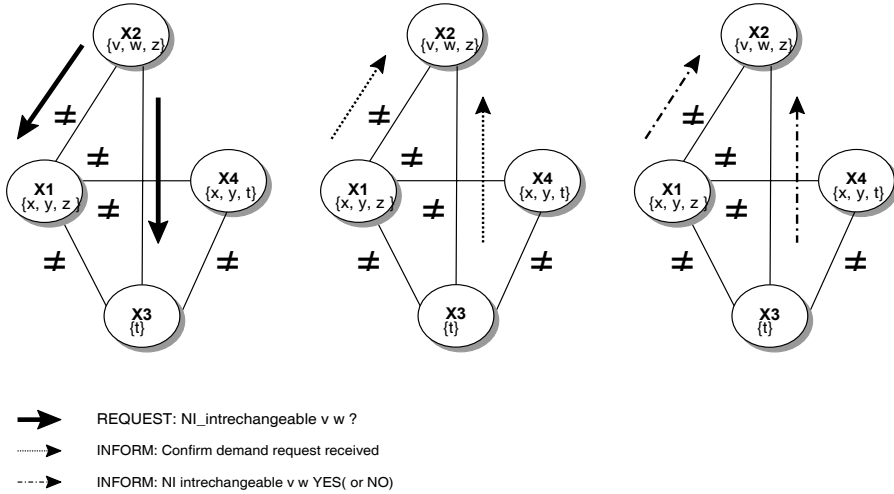 X2
{v, w, z}
≠
≠
X1
{x, y, z }
X4
{x, y, t}
≠
≠
≠
X3
{t}
X2
{v, w, z}
≠
≠
X1
{x, y, z }
X4
{x, y, t}
≠
≠
≠
X3
{t}
X2
{v, w, z}
≠
≠
X1
{x, y, z }
X4
{x, y, t}
≠
≠
≠
X3
{t}
REQUEST: NI_intrechangeable v w ?
INFORM: Confirm demand request received
INFORM: NI intrechangeable v w YES( or NO)